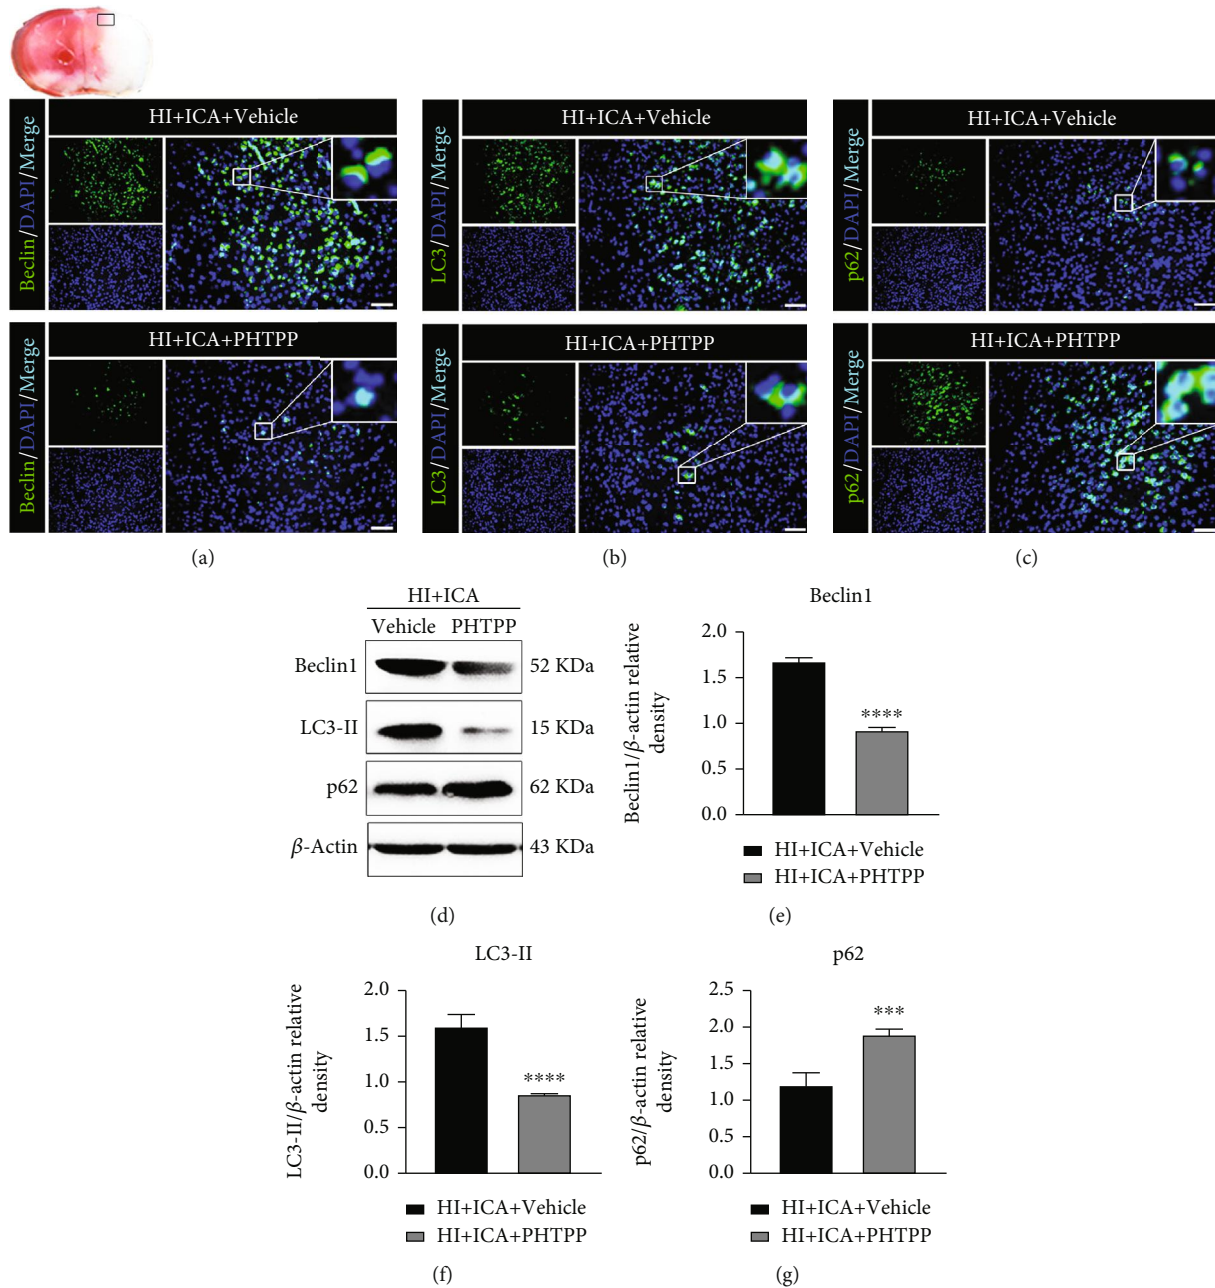 HI+ICA+Vehicle
Beclin/DAPI/Merge
HI+ICA+Vehicle
LC3/DAPI/Merge
HI+ICA+Vehicle
p62/DAPI/Merge
HI+ICA+PHTPP
Beclin/DAPI/Merge
HI+ICA+PHTPP
LC3/DAPI/Merge
HI+ICA+PHTPP
p62/DAPI/Merge
(a)
(b)
(c)
HI+ICA
Vehicle PHTPP
Beclin1 52 KDa
LC3-II 15 KDa
p62 62 KDa
β-Actin 43 KDa
(d)
Beclin1
Beclin1/β-actin relative
density
2.0
1.5
1.0
0.5
0.0
****
HI+ICA+Vehicle
HI+ICA+PHTPP
(e)
LC3-II
LC3-II/β-actin relative
density
2.0
1.5
1.0
0.5
0.0
****
HI+ICA+Vehicle
HI+ICA+PHTPP
(f)
p62
p62/β-actin relative
density
2.5
2.0
1.5
1.0
0.5
0.0
***
HI+ICA+Vehicle
HI+ICA+PHTPP
(g)